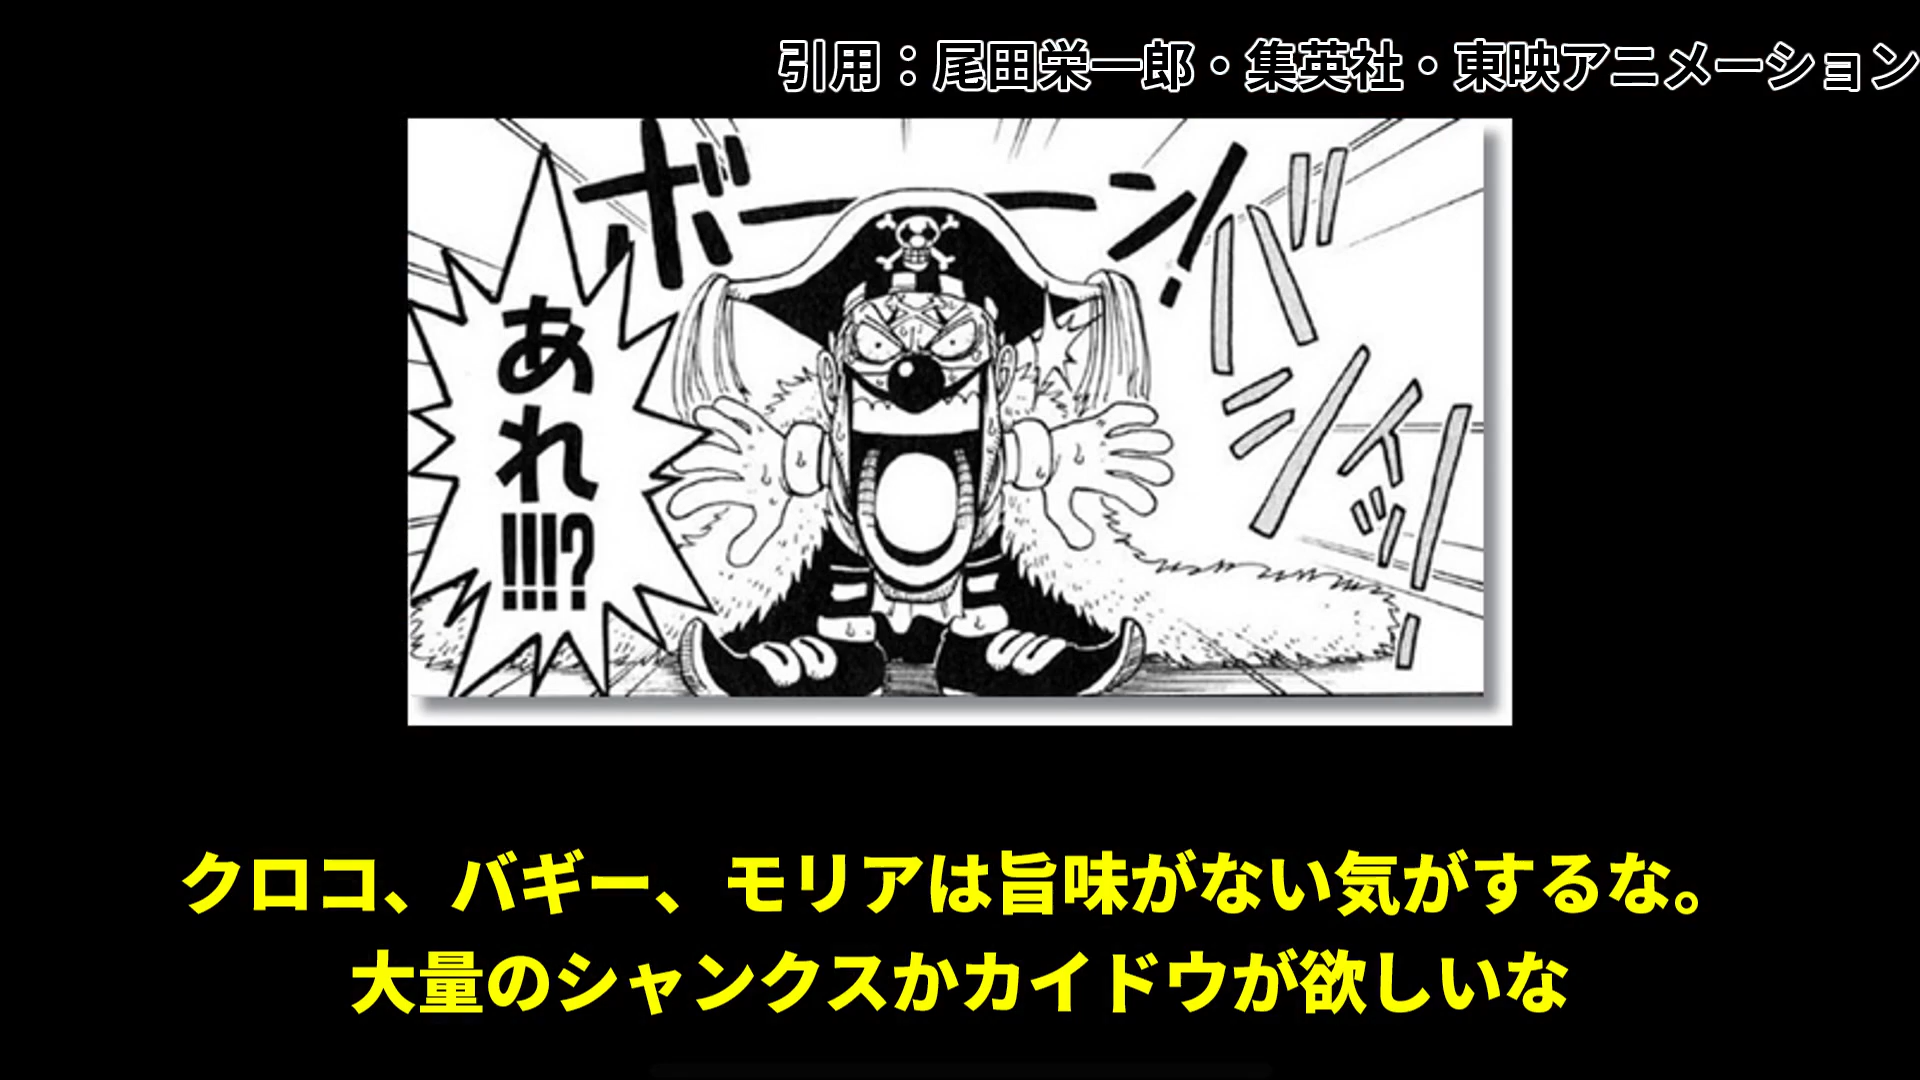 引用：尾田栄一郎・集英社・東映アニメーション
ボーーン！
バ゛シィッ！
あれ!!!?
クロコ、バギー、モリアは旨味がない気がするな。
大量のシャンクスかカイドウが欲しいな